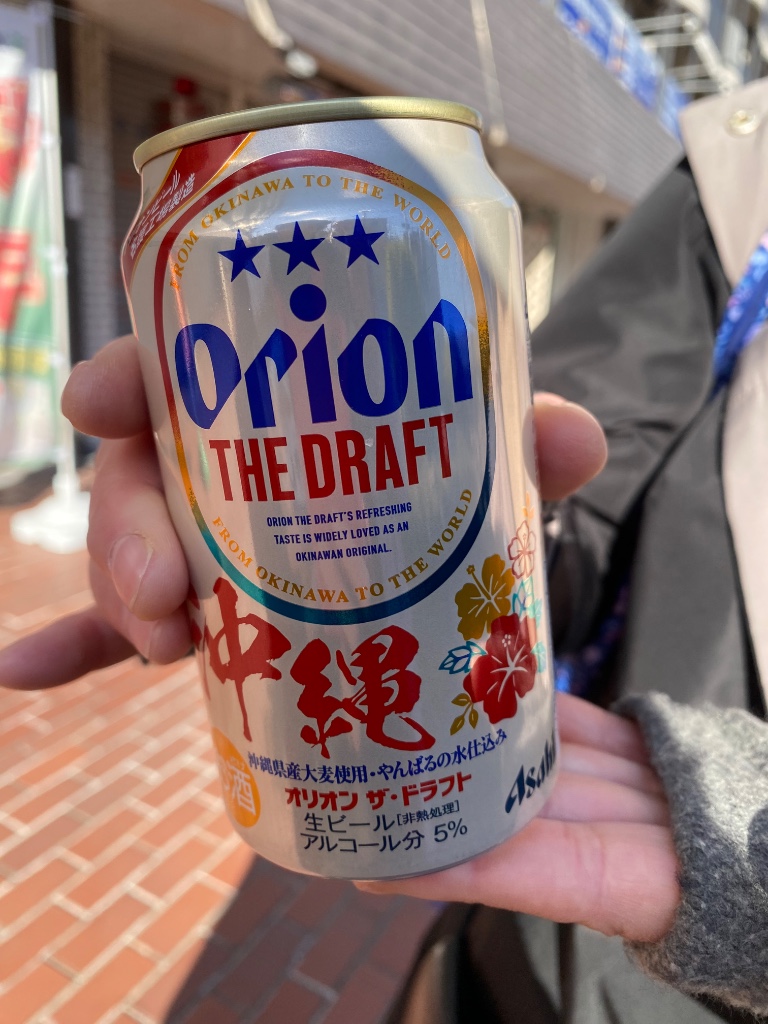 FROM OKINAWA TO THE WORLD
Orion
THE DRAFT
ORION THE DRAFT'S REFRESHING
TASTE IS WIDELY LOVED AS AN
OKINAWAN ORIGINAL.
FROM OKINAWA TO THE WORLD
沖縄
沖縄県産大麦使用・やんばるの水仕込み
オリオン ザ・ドラフト
生ビール[非熱処理]
アルコール分 5%
酒
Asahi